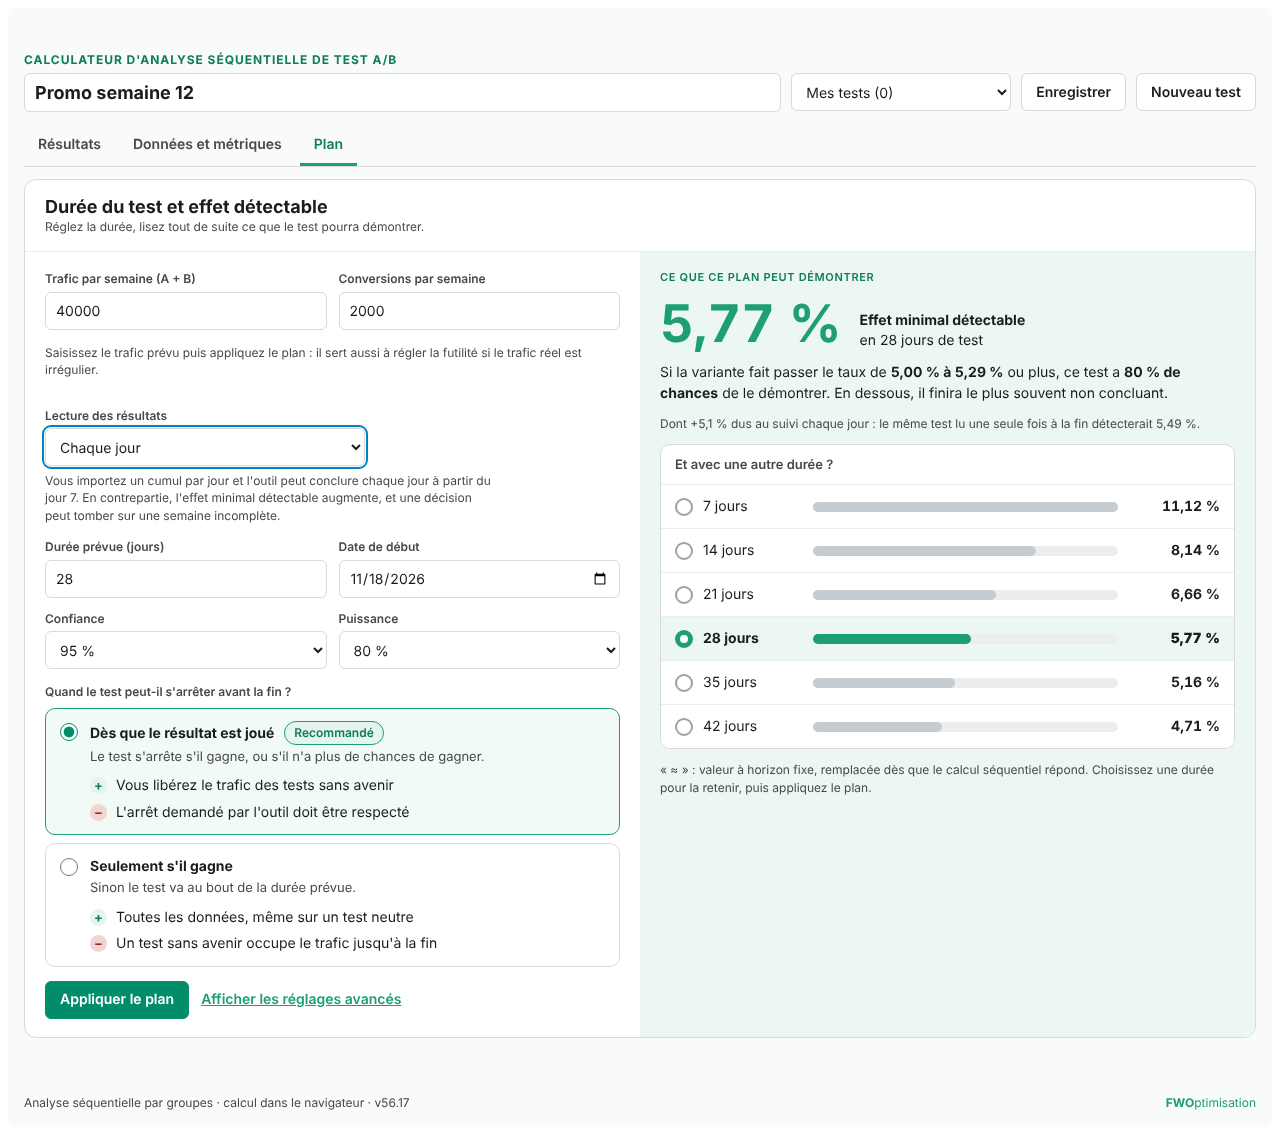 CALCULATEUR D'ANALYSE SÉQUENTIELLE DE TEST A/B
Promo semaine 12
Mes tests (0)
Enregistrer
Nouveau test
Résultats
Données et métriques
Plan
Durée du test et effet détectable
Réglez la durée, lisez tout de suite ce que le test pourra démontrer.
Trafic par semaine (A + B)
Conversions par semaine
40000
2000
Saisissez le trafic prévu puis appliquez le plan : il sert aussi à régler la futilité si le trafic réel est
irrégulier.
Lecture des résultats
Chaque jour
Vous importez un cumul par jour et l'outil peut conclure chaque jour à partir du
jour 7. En contrepartie, l'effet minimal détectable augmente, et une décision
peut tomber sur une semaine incomplète.
Durée prévue (jours)
Date de début
28
11/18/2026
Confiance
Puissance
95 %
80 %
Quand le test peut-il s'arrêter avant la fin ?
Dès que le résultat est joué
Recommandé
Le test s'arrête s'il gagne, ou s'il n'a plus de chances de gagner.
+ Vous libérez le trafic des tests sans avenir
− L'arrêt demandé par l'outil doit être respecté
Seulement s'il gagne
Sinon le test va au bout de la durée prévue.
+ Toutes les données, même sur un test neutre
− Un test sans avenir occupe le trafic jusqu'à la fin
Appliquer le plan
Afficher les réglages avancés
CE QUE CE PLAN PEUT DÉMONTRER
5,77 %
Effet minimal détectable
en 28 jours de test
Si la variante fait passer le taux de 5,00 % à 5,29 % ou plus, ce test a 80 % de
chances de le démontrer. En dessous, il finira le plus souvent non concluant.
Dont +5,1 % dus au suivi chaque jour : le même test lu une seule fois à la fin détecterait 5,49 %.
Et avec une autre durée ?
7 jours 11,12 %
14 jours 8,14 %
21 jours 6,66 %
28 jours 5,77 %
35 jours 5,16 %
42 jours 4,71 %
« ≈ » : valeur à horizon fixe, remplacée dès que le calcul séquentiel répond. Choisissez une durée
pour la retenir, puis appliquez le plan.
Analyse séquentielle par groupes · calcul dans le navigateur · v56.17
FWOptimisation